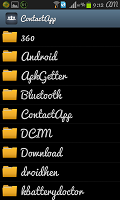 9:12 AM
ContactApp
360
Android
ApkGetter
Bluetooth
ContactApp
DCIM
Download
droidhen
kbatterydoctor